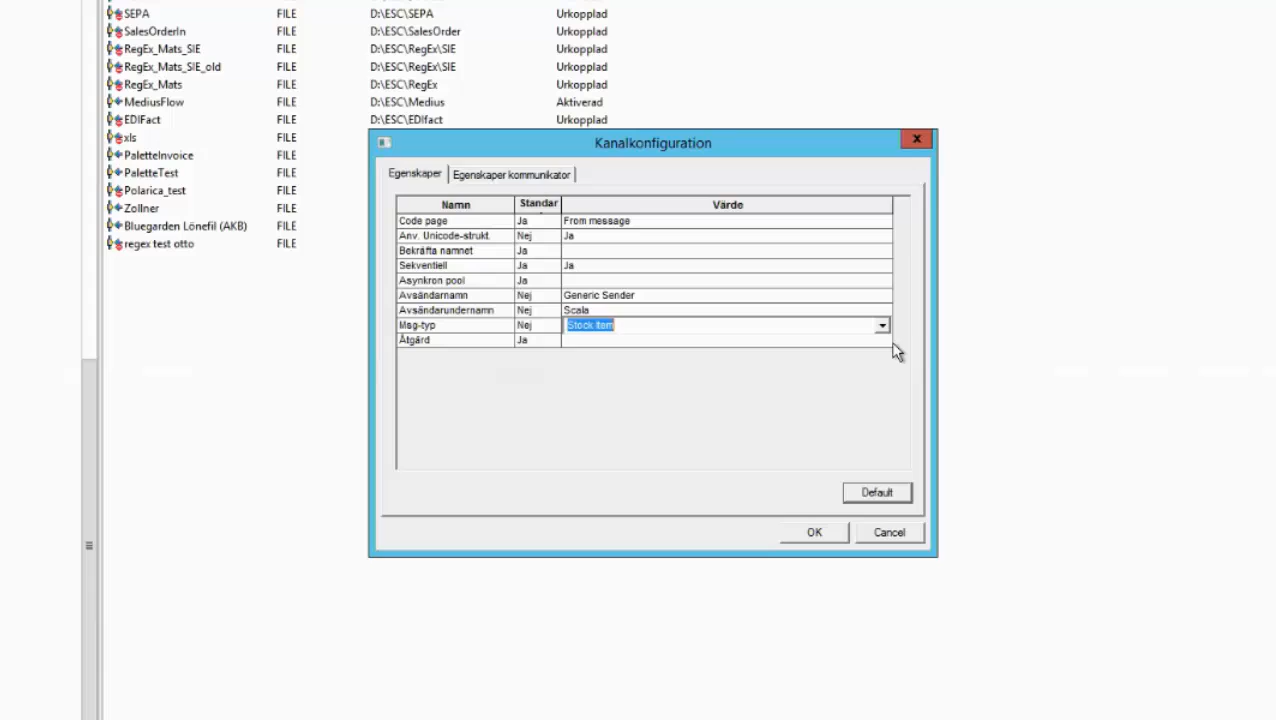 SEPA FILE D:\ESC\SEPA Urkopplad
SalesOrderIn FILE D:\ESC\SalesOrder Urkopplad
RegEx_Mats_SIE FILE D:\ESC\RegEx\SIE Urkopplad
RegEx_Mats_SIE_old FILE D:\ESC\RegEx\SIE Urkopplad
RegEx_Mats FILE D:\ESC\RegEx Urkopplad
MediusFlow FILE D:\ESC\Medius Aktiverad
EDIFact FILE D:\ESC\EDIfact Urkopplad
xls FILE
PaletteInvoice FILE
PaletteTest FILE
Polarica_test FILE
Zollner FILE
Bluegarden Lönefil (AKB) FILE
regex test otto FILE
Kanalkonfiguration
Egenskaper Egenskaper kommunikator
Namn Standar Värde
Code page Ja From message
Anv. Unicode-strukt. Nej Ja
Bekräfta namnet Ja
Sekventiell Ja Ja
Asynkron pool Ja
Avsändarnamn Nej Generic Sender
Avsändarundernamn Nej Scala
Msg-typ Nej Stock Item
Åtgärd Ja
Default
OK Cancel